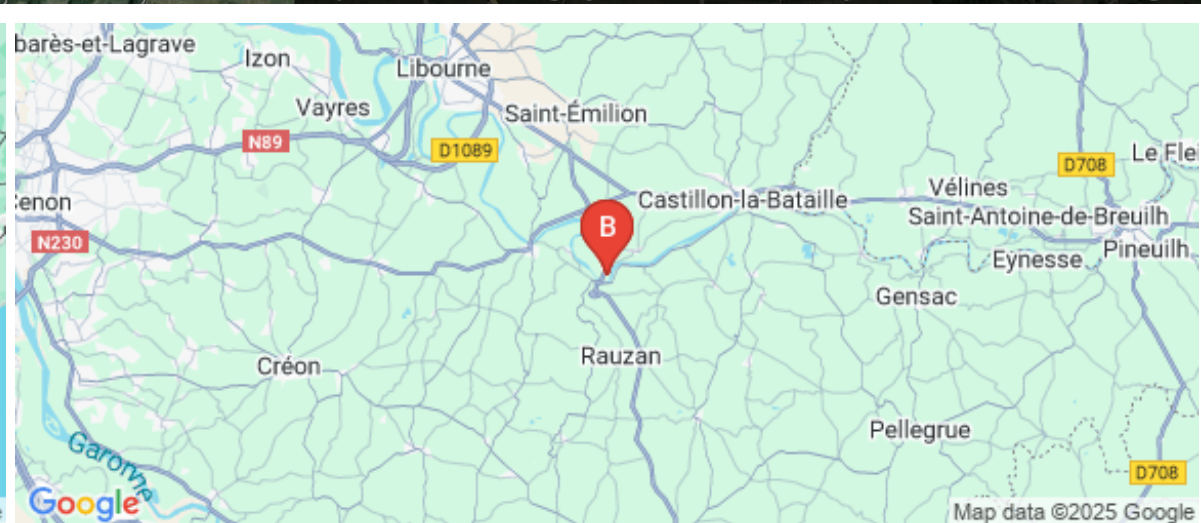 barès-et-Lagrave
Izon
Libourne
Vayres
Saint-Émilion
N89
D1089
D708
Le Flei
Cenon
Castillon-la-Bataille
Vélines
Saint-Antoine-de-Breuilh
N230
B
Eynesse
Pineuilh
Gensac
Rauzan
Créon
Pellegrue
Garonne
D708
Google
Map data ©2025 Google